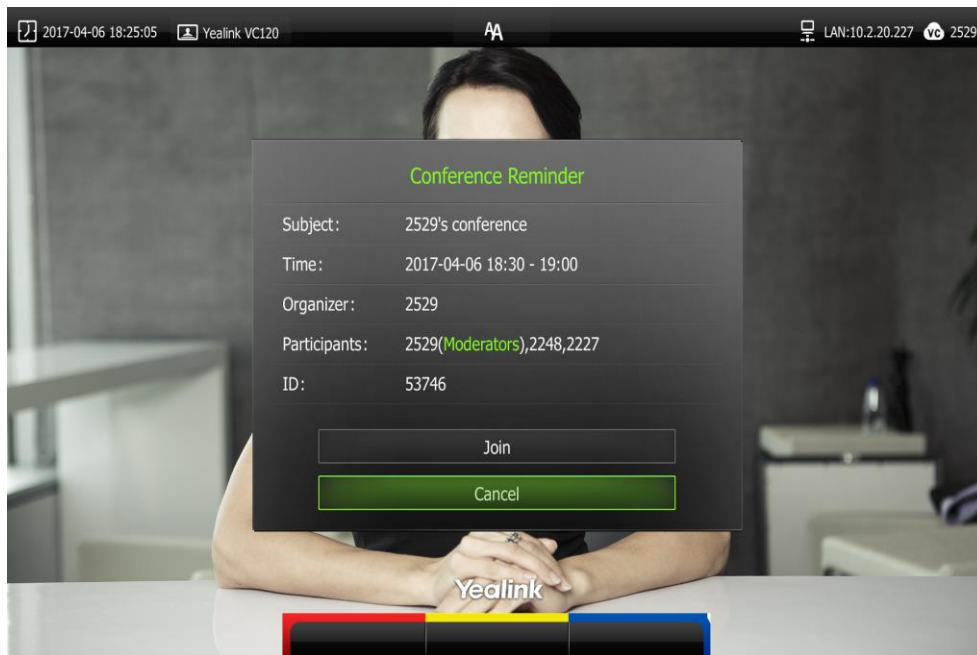 2017-04-06 18:25:05 Yealink VC120 AA LAN:10.2.20.227 VC 2529
Conference Reminder
Subject: 2529's conference
Time: 2017-04-06 18:30 - 19:00
Organizer: 2529
Participants: 2529(Moderators),2248,2227
ID: 53746
Join
Cancel
Yealink